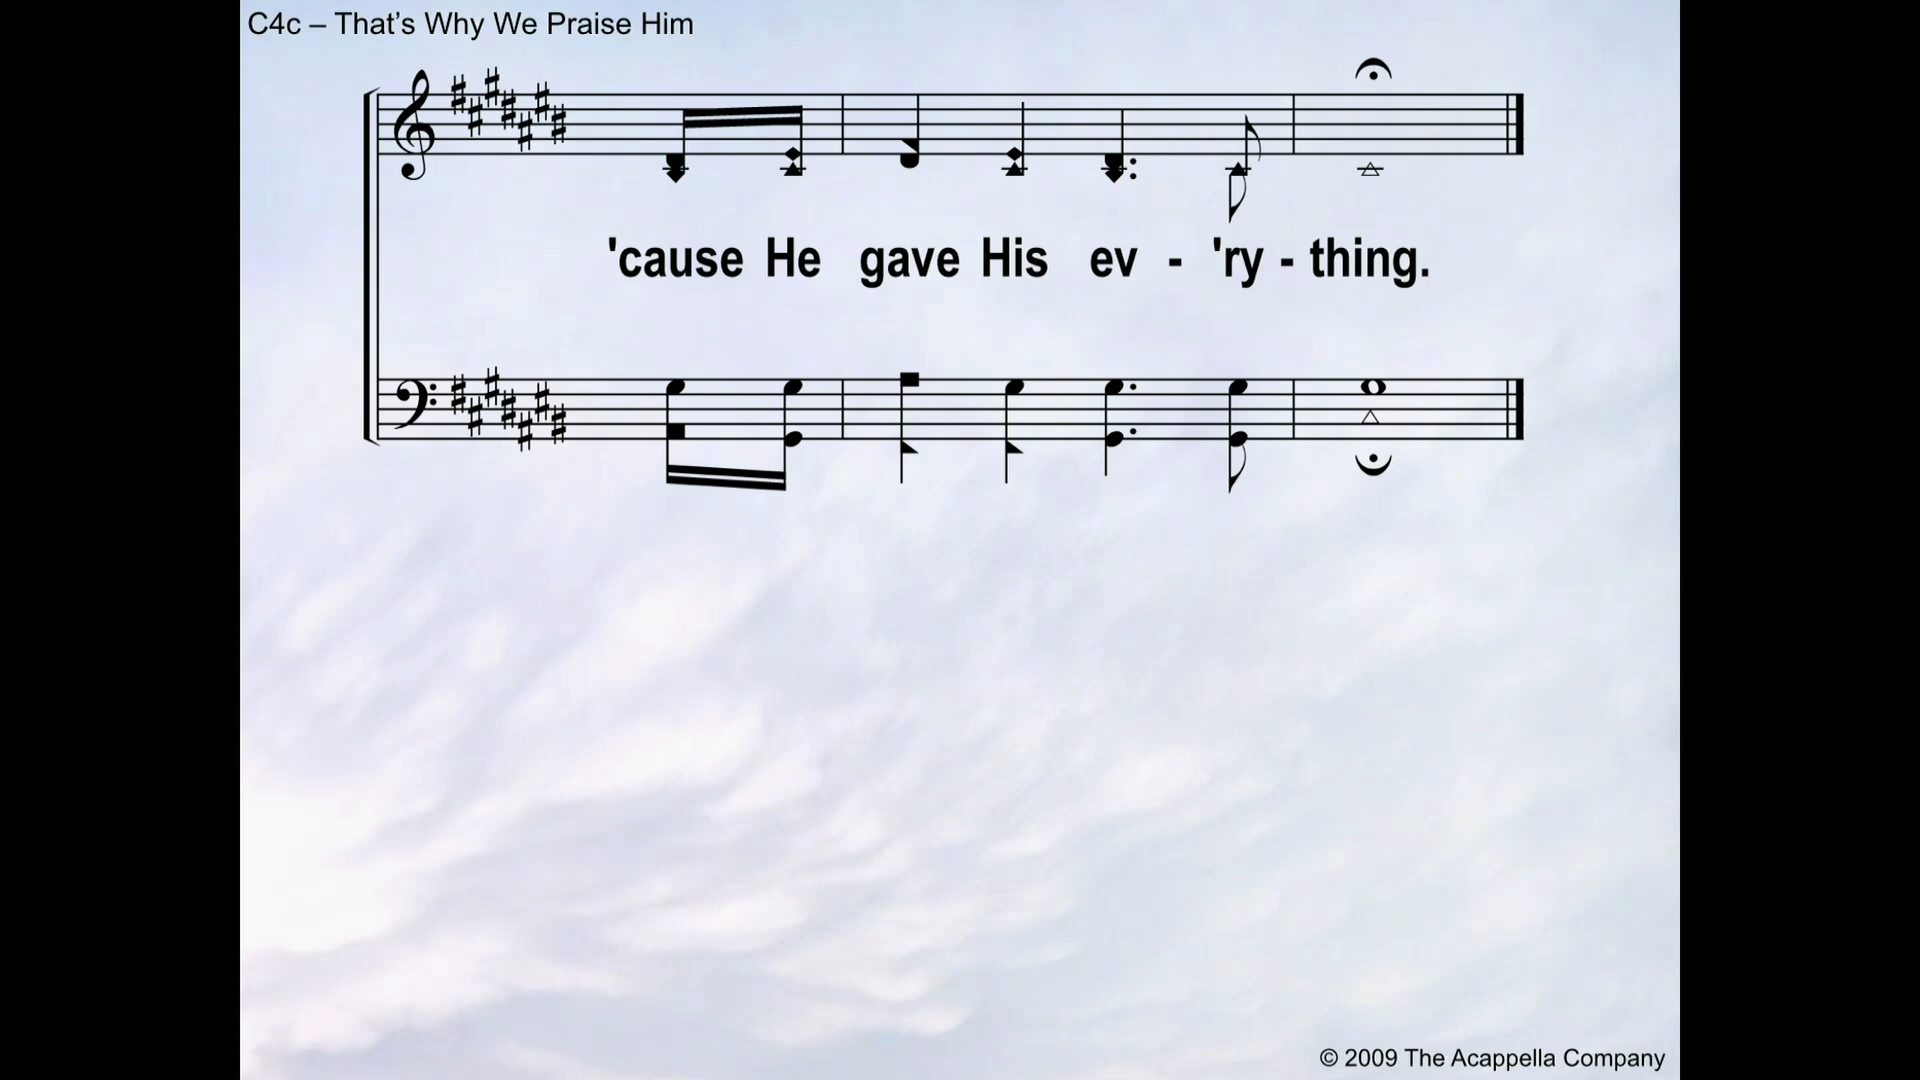 C4c – That’s Why We Praise Him
'cause He gave His ev - 'ry - thing.
© 2009 The Acappella Company